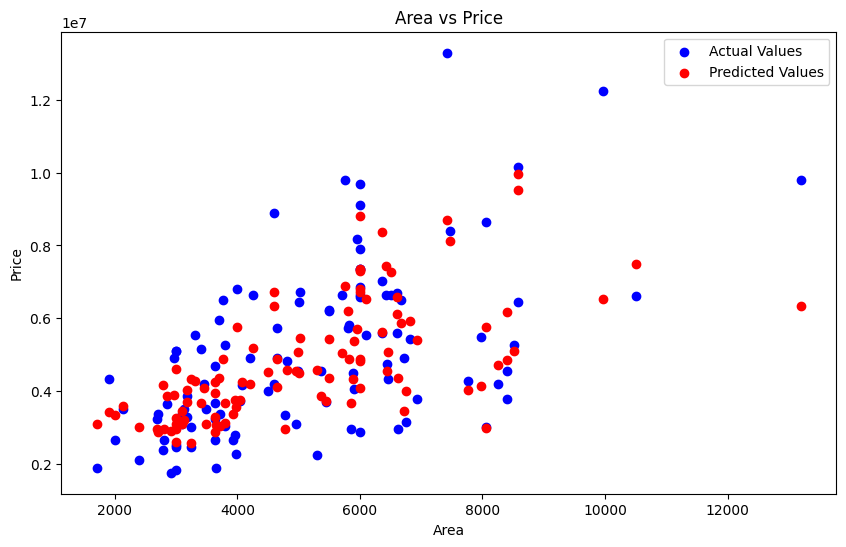 Area vs Price
1e7
Actual Values
Predicted Values
1.2
1.0
0.8
0.6
0.4
0.2
Price
2000 4000 6000 8000 10000 12000
Area